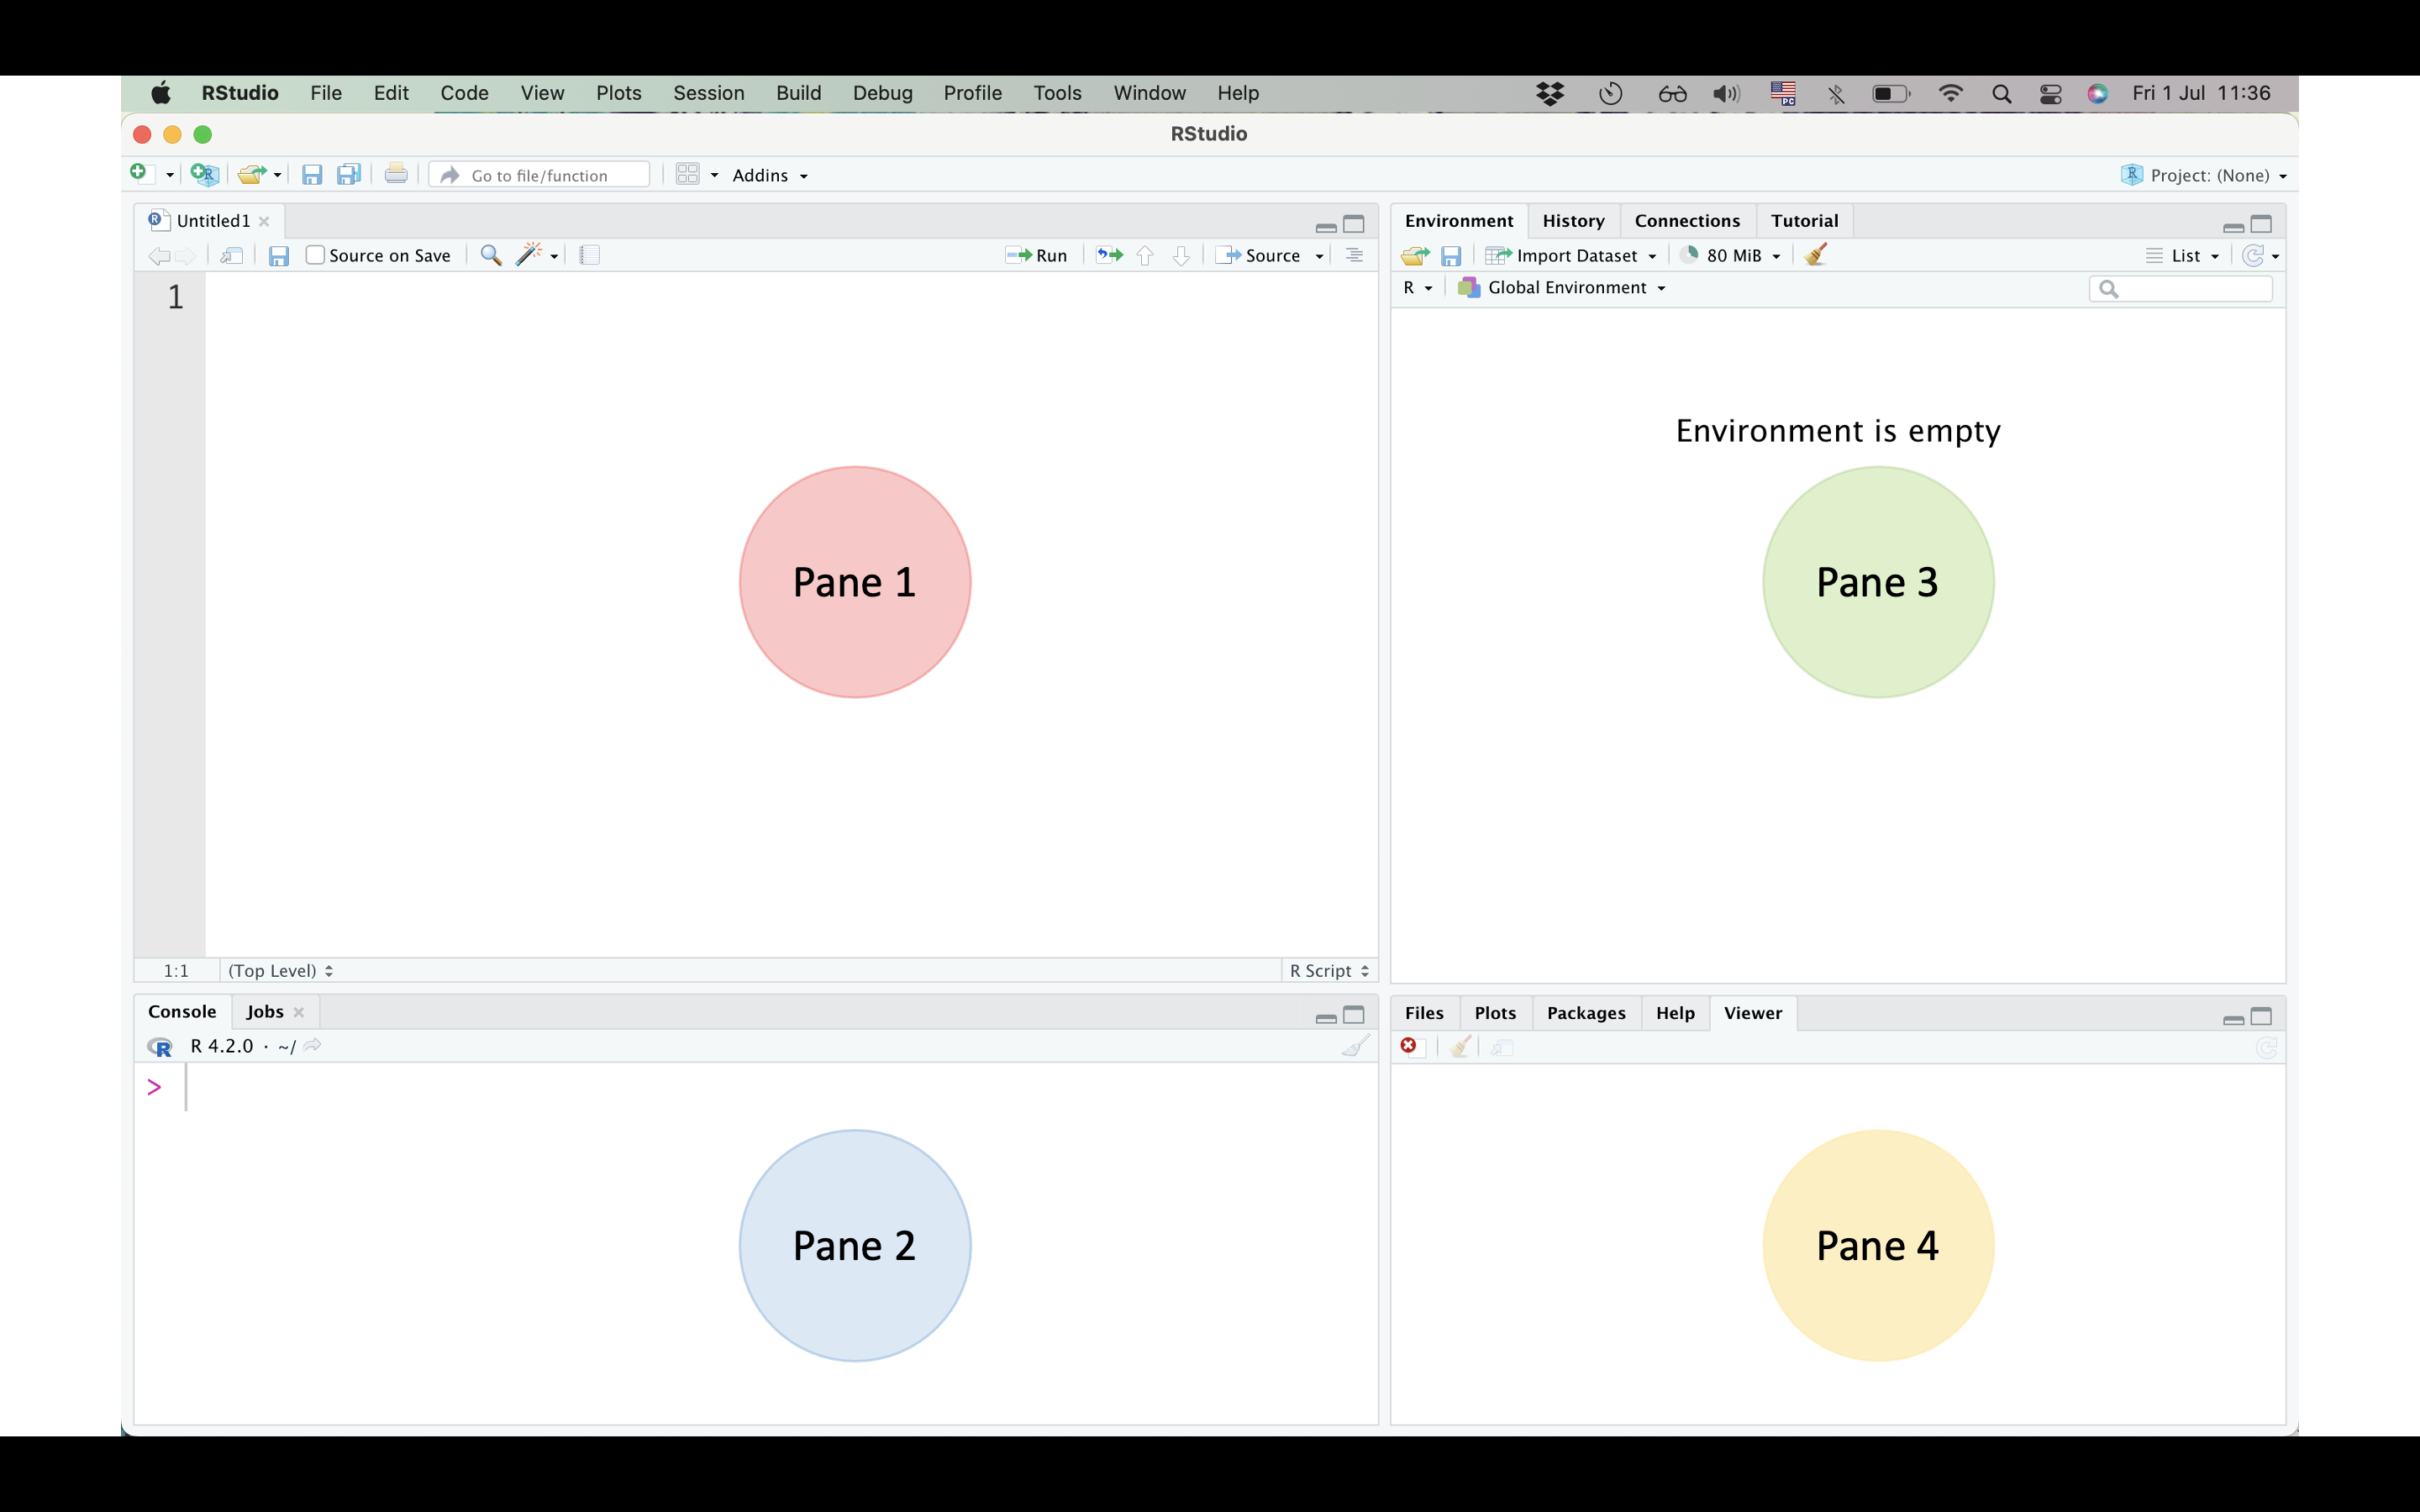 RStudio File Edit Code View Plots Session Build Debug Profile Tools Window Help Fri 1 Jul 11:36
RStudio
Go to file/function Addins Project: (None)
Untitled1
Source on Save Run Source
1
Pane 1
1:1 (Top Level) R Script
Environment History Connections Tutorial
Import Dataset 80 MiB List
R Global Environment
Environment is empty
Pane 3
Console Jobs
R 4.2.0 · ~/
>
Pane 2
Files Plots Packages Help Viewer
Pane 4